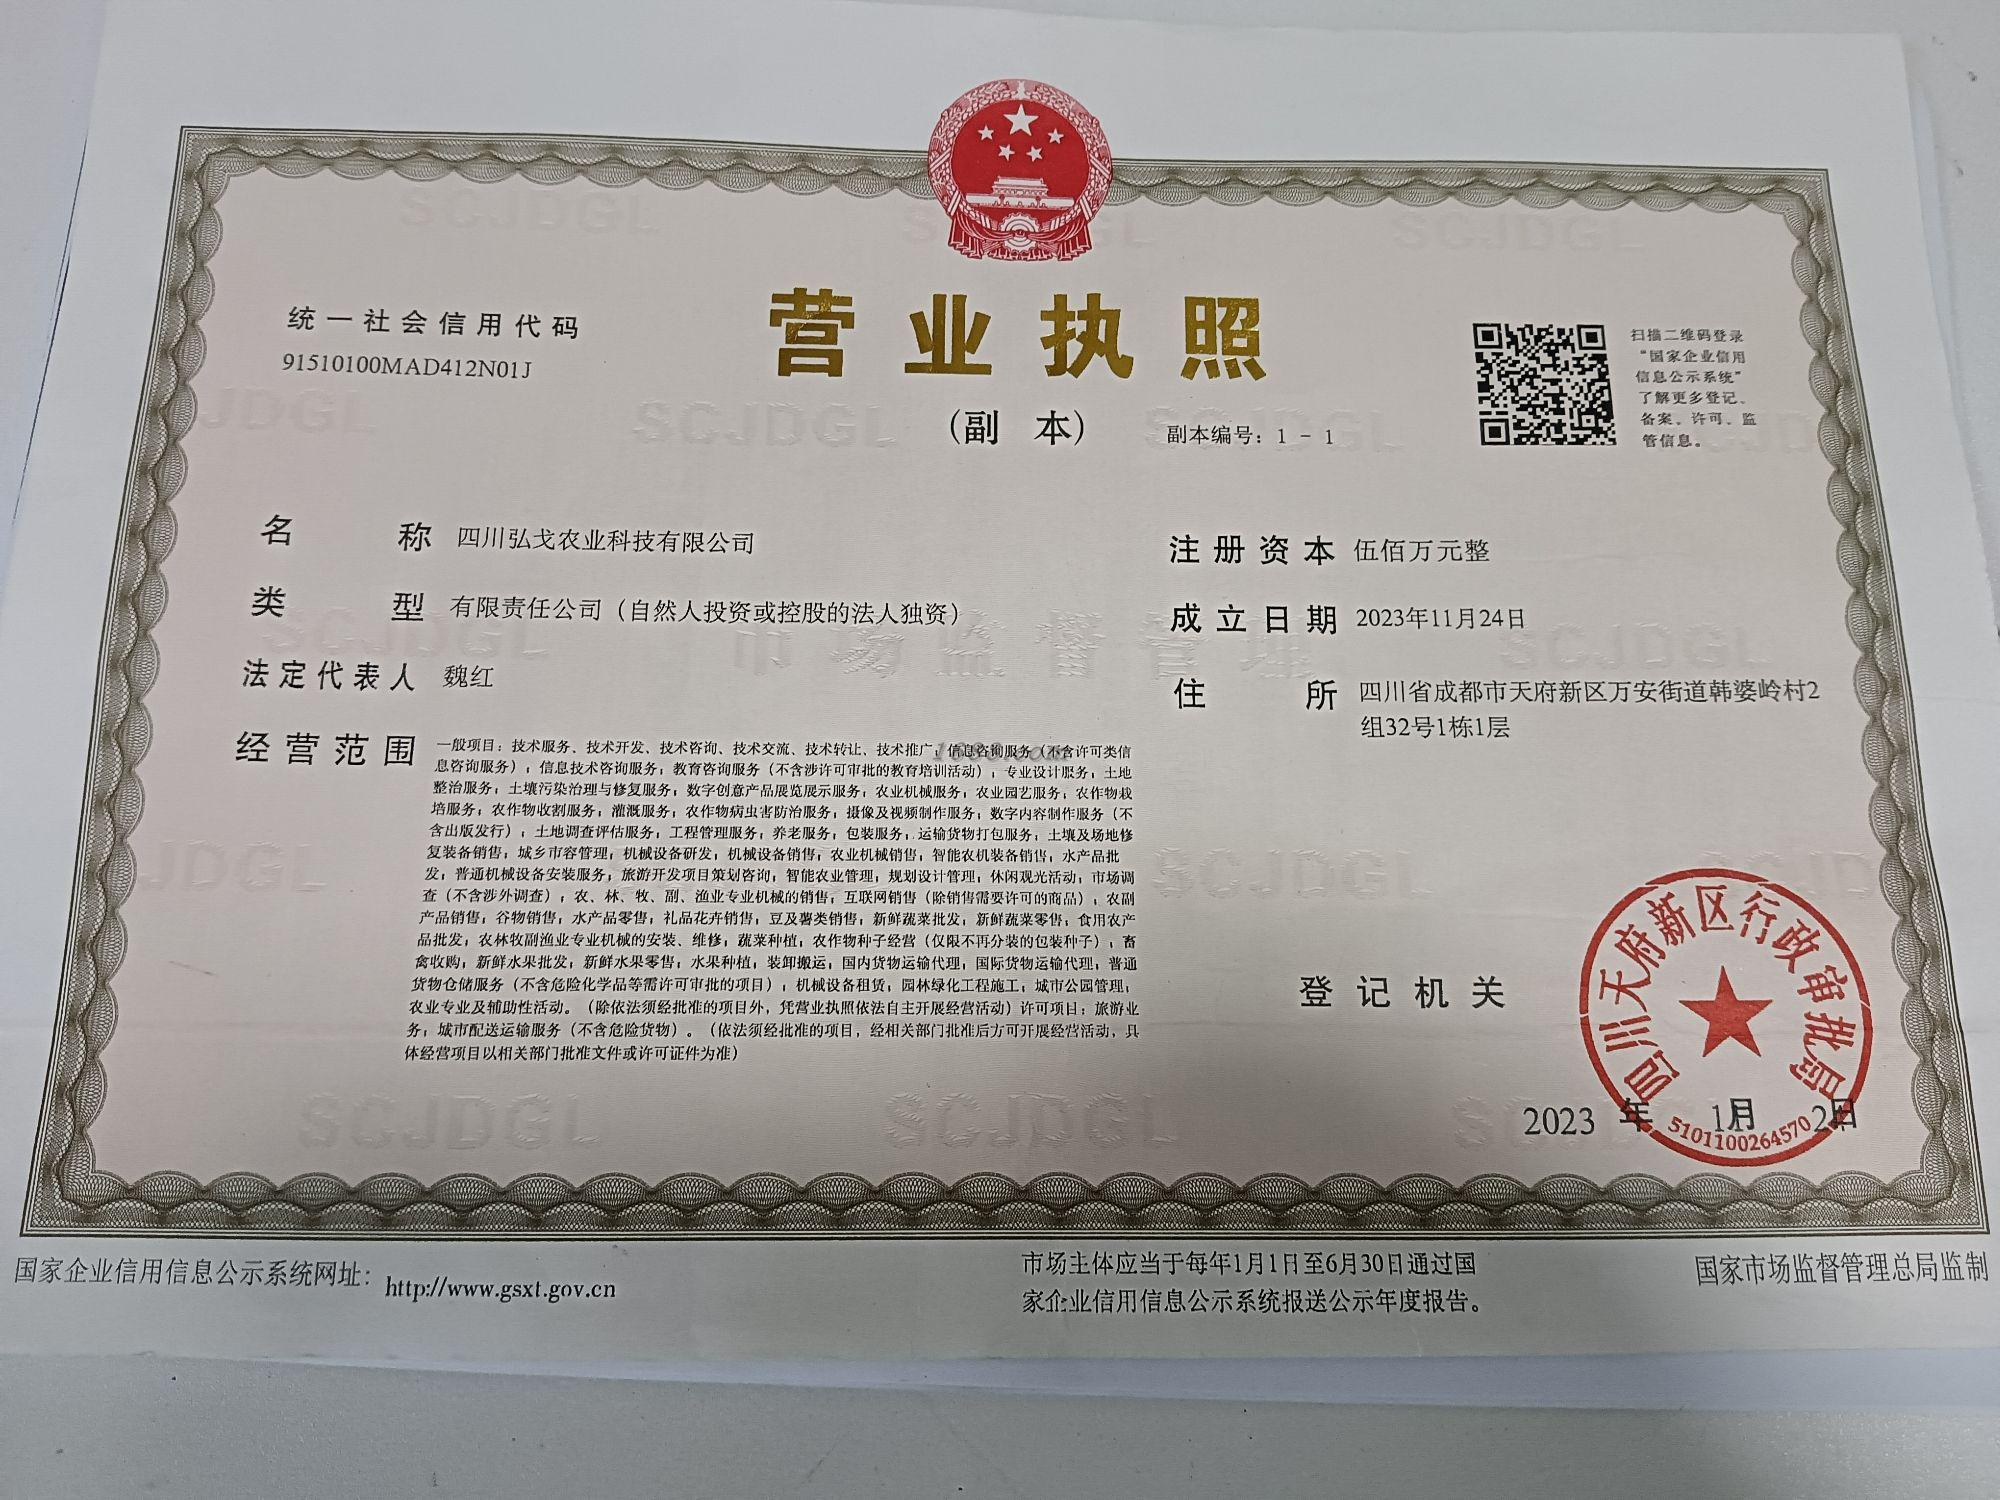 统一社会信用代码
91510100MAD412N01J
营业执照
（副 本）
副本编号：1 - 1
扫描二维码登录
“国家企业信用
信息公示系统”
了解更多登记、
备案、许可、监
管信息。
名 称 四川弘戈农业科技有限公司
类 型 有限责任公司（自然人投资或控股的法人独资）
法定代表人 魏红
经营范围 一般项目：技术服务、技术开发、技术咨询、技术交流、技术转让、技术推广；信息咨询服务（不含许可类信
息咨询服务）；信息技术咨询服务；教育咨询服务（不含涉许可审批的教育培训活动）；专业设计服务；土地
整治服务；土壤污染治理与修复服务；数字创意产品展览展示服务；农业机械服务；农业园艺服务；农作物栽
培服务；农作物收割服务；灌溉服务；农作物病虫害防治服务；摄像及视频制作服务；数字内容制作服务（不
含出版发行）；土地调查评估服务；工程管理服务；养老服务；包装服务；运输货物打包服务；土壤及场地修
复装备销售；城乡市容管理；机械设备研发；机械设备销售；农业机械销售；智能农机装备销售；水产品批
发；普通机械设备安装服务；旅游开发项目策划咨询；智能农业管理；规划设计管理；休闲观光活动；市场调
查（不含涉外调查）；农、林、牧、副、渔业专业机械的销售；互联网销售（除销售需要许可的商品）；农副
产品销售；谷物销售；水产品零售；礼品花卉销售；豆及薯类销售；新鲜蔬菜批发；新鲜蔬菜零售；食用农产
品批发；农林牧副渔业专业机械的安装、维修；蔬菜种植；农作物种子经营（仅限不再分装的包装种子）；畜
禽收购；新鲜水果批发；新鲜水果零售；水果种植；装卸搬运；国内货物运输代理；国际货物运输代理；普通
货物仓储服务（不含危险化学品等需许可审批的项目）；机械设备租赁；园林绿化工程施工；城市公园管理；
农业专业及辅助性活动。（除依法须经批准的项目外，凭营业执照依法自主开展经营活动）许可项目：旅游业
务；城市配送运输服务（不含危险货物）。（依法须经批准的项目，经相关部门批准后方可开展经营活动，具
体经营项目以相关部门批准文件或许可证件为准）
注册资本 伍佰万元整
成立日期 2023年11月24日
住 所 四川省成都市天府新区万安街道韩婆岭村2
组32号1栋1层
登记机关
四川天府新区行政审批局
5101100264570
2023 年 1月 2日
国家企业信用信息公示系统网址：http://www.gsxt.gov.cn
市场主体应当于每年1月1日至6月30日通过国
家企业信用信息公示系统报送公示年度报告。
国家市场监督管理总局监制